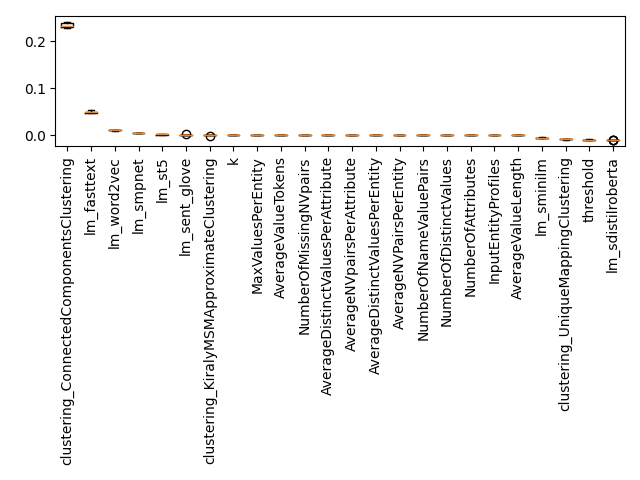 0.2
0.1
0.0
clustering_ConnectedComponentsClustering
lm_fasttext
lm_word2vec
lm_smpnet
lm_st5
lm_sent_glove
clustering_KiralyMSMApproximateClustering
k
MaxValuesPerEntity
AverageValueTokens
NumberOfMissingNVpairs
AverageDistinctValuesPerAttribute
AverageNVpairsPerAttribute
AverageDistinctValuesPerEntity
AverageNVPairsPerEntity
NumberOfNameValuePairs
NumberOfDistinctValues
NumberOfAttributes
InputEntityProfiles
AverageValueLength
lm_sminilm
clustering_UniqueMappingClustering
threshold
lm_sdistilroberta